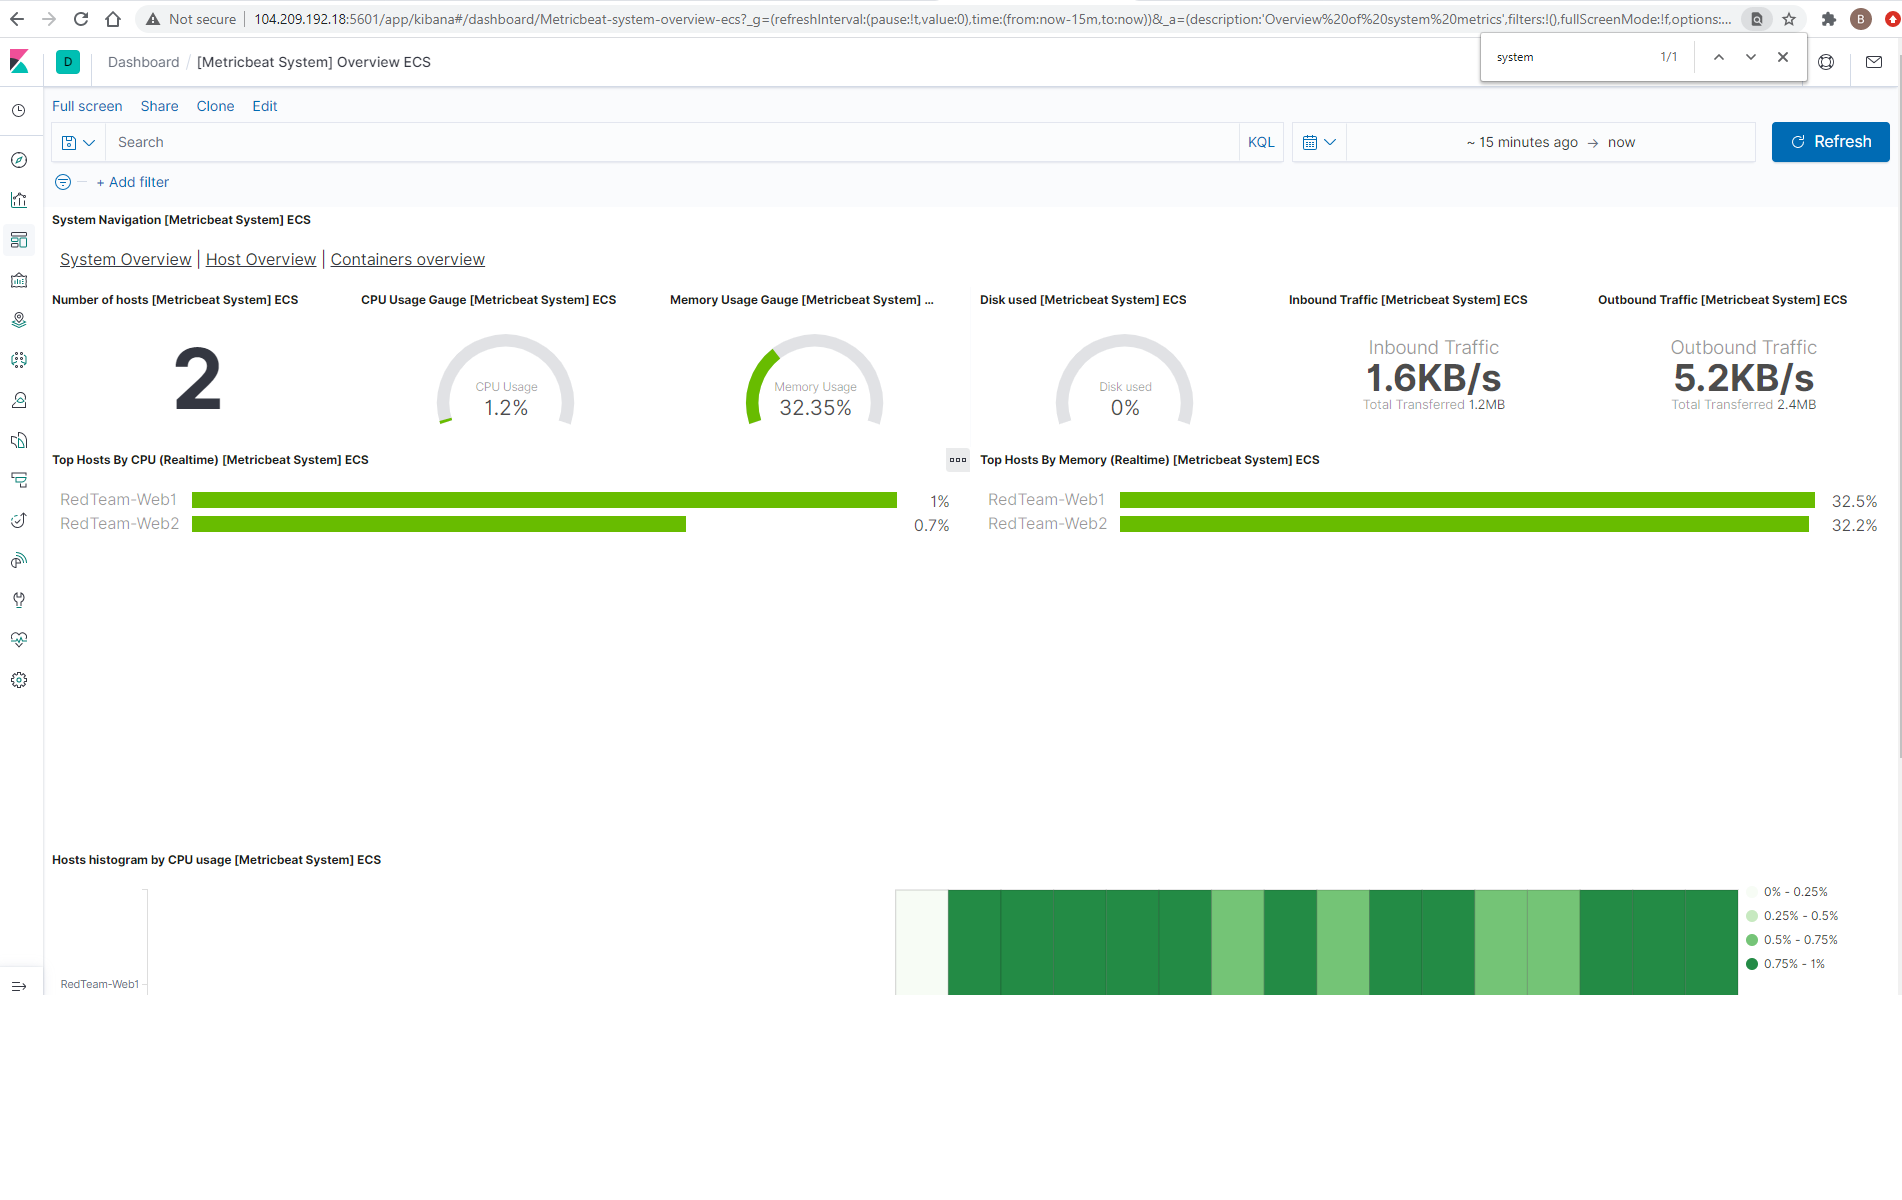 Not secure | 104.209.192.18:5601/app/kibana#/dashboard/Metricbeat-system-overview-ecs?_g=(refreshInterval:(pause:!t,value:0),time:(from:now-15m,to:now))&_a=(description:'Overview%20of%20system%20metrics',filters:!(),fullScreenMode:!f,options:...
B
system 1/1
D Dashboard / [Metricbeat System] Overview ECS
Full screen Share Clone Edit
Search KQL ~ 15 minutes ago → now Refresh
+ Add filter
System Navigation [Metricbeat System] ECS
System Overview | Host Overview | Containers overview
Number of hosts [Metricbeat System] ECS
2
CPU Usage Gauge [Metricbeat System] ECS
CPU Usage
1.2%
Memory Usage Gauge [Metricbeat System] ...
Memory Usage
32.35%
Disk used [Metricbeat System] ECS
Disk used
0%
Inbound Traffic [Metricbeat System] ECS
Inbound Traffic
1.6KB/s
Total Transferred 1.2MB
Outbound Traffic [Metricbeat System] ECS
Outbound Traffic
5.2KB/s
Total Transferred 2.4MB
Top Hosts By CPU (Realtime) [Metricbeat System] ECS
RedTeam-Web1 1%
RedTeam-Web2 0.7%
Top Hosts By Memory (Realtime) [Metricbeat System] ECS
RedTeam-Web1 32.5%
RedTeam-Web2 32.2%
Hosts histogram by CPU usage [Metricbeat System] ECS
RedTeam-Web1
0% - 0.25%
0.25% - 0.5%
0.5% - 0.75%
0.75% - 1%